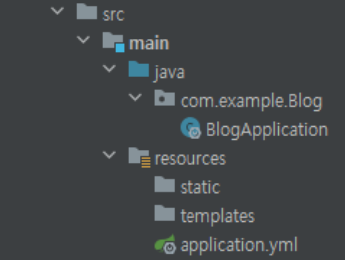 src
main
java
com.example.Blog
BlogApplication
resources
static
templates
application.yml